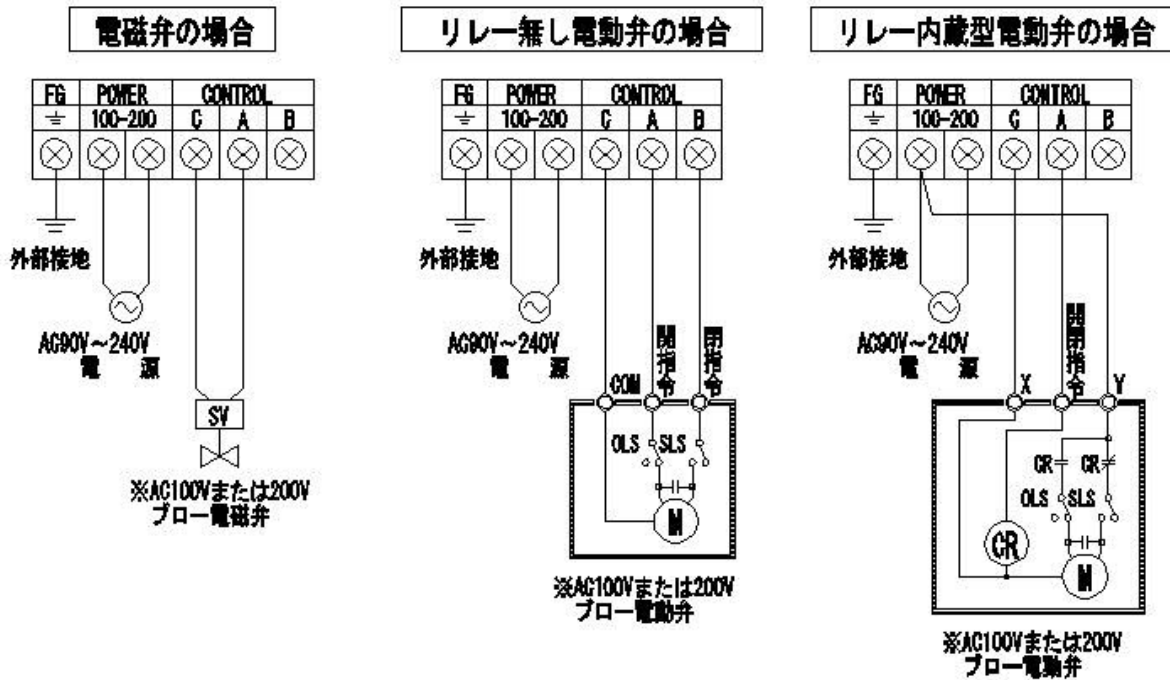 電磁弁の場合
FG POWER CONTROL
100-200 C A B
外部接地
AC90V～240V
電 源
SV
※AC100Vまたは200V
ブロー電磁弁
リレー無し電動弁の場合
FG POWER CONTROL
100-200 C A B
外部接地
AC90V～240V
電 源
COM
開指令
閉指令
OLS SLS
M
※AC100Vまたは200V
ブロー電動弁
リレー内蔵型電動弁の場合
FG POWER CONTROL
100-200 C A B
外部接地
AC90V～240V
電 源
X
開閉指令
Y
CR CR
OLS SLS
CR
M
※AC100Vまたは200V
ブロー電動弁